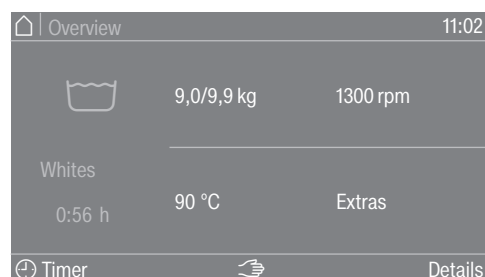 Overview 11:02
9,0/9,9 kg 1300 rpm
Whites
0:56 h
90 °C Extras
Timer Details